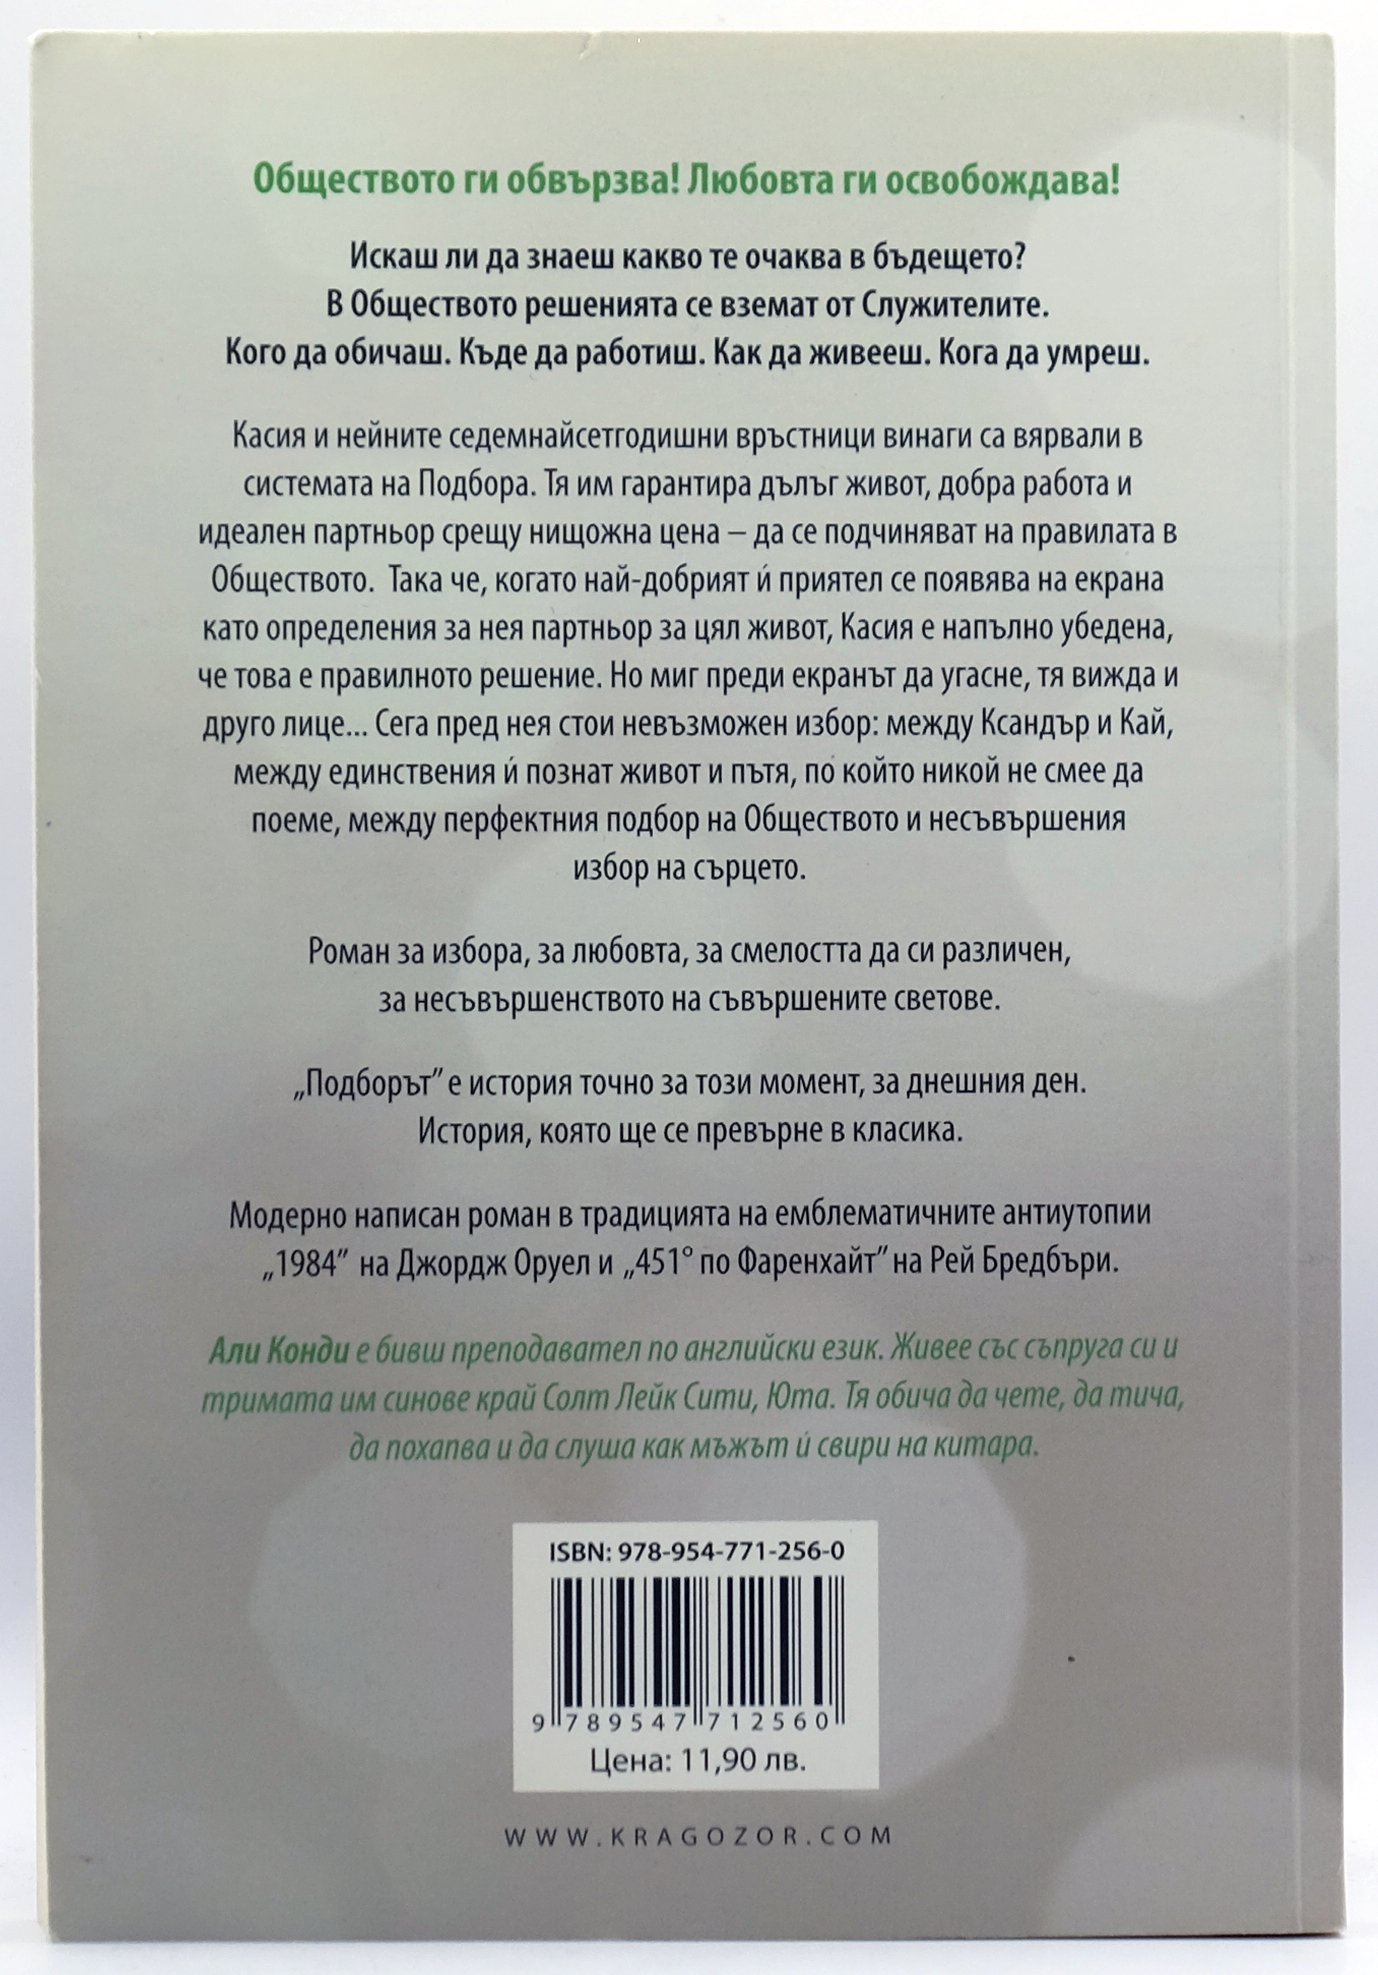 Обществото ги обвързва! Любовта ги освобождава!
Искаш ли да знаеш какво те очаква в бъдещето?
В Обществото решенията се вземат от Служителите.
Кого да обичаш. Къде да работиш. Как да живееш. Кога да умреш.
Касия и нейните седемнайсетгодишни връстници винаги са вярвали в
системата на Подбора. Тя им гарантира дълъг живот, добра работа и
идеален партньор срещу нищожна цена – да се подчиняват на правилата в
Обществото. Така че, когато най-добрият ѝ приятел се появява на екрана
като определения за нея партньор за цял живот, Касия е напълно убедена,
че това е правилното решение. Но миг преди екранът да угасне, тя вижда и
друго лице... Сега пред нея стои невъзможен избор: между Ксандър и Кай,
между единствения ѝ познат живот и пътя, по който никой не смее да
поеме, между перфектния подбор на Обществото и несъвършения
избор на сърцето.
Роман за избора, за любовта, за смелостта да си различен,
за несъвършенството на съвършените светове.
„Подборът” е история точно за този момент, за днешния ден.
История, която ще се превърне в класика.
Модерно написан роман в традицията на емблематичните антиутопии
„1984” на Джордж Оруел и „451° по Фаренхайт” на Рей Бредбъри.
Али Конди е бивш преподавател по английски език. Живее със съпруга си и
тримата им синове край Солт Лейк Сити, Юта. Тя обича да чете, да тича,
да похапва и да слуша как мъжът ѝ свири на китара.
ISBN: 978-954-771-256-0
9 789547 712560
Цена: 11,90 лв.
WWW.KRAGOZOR.COM